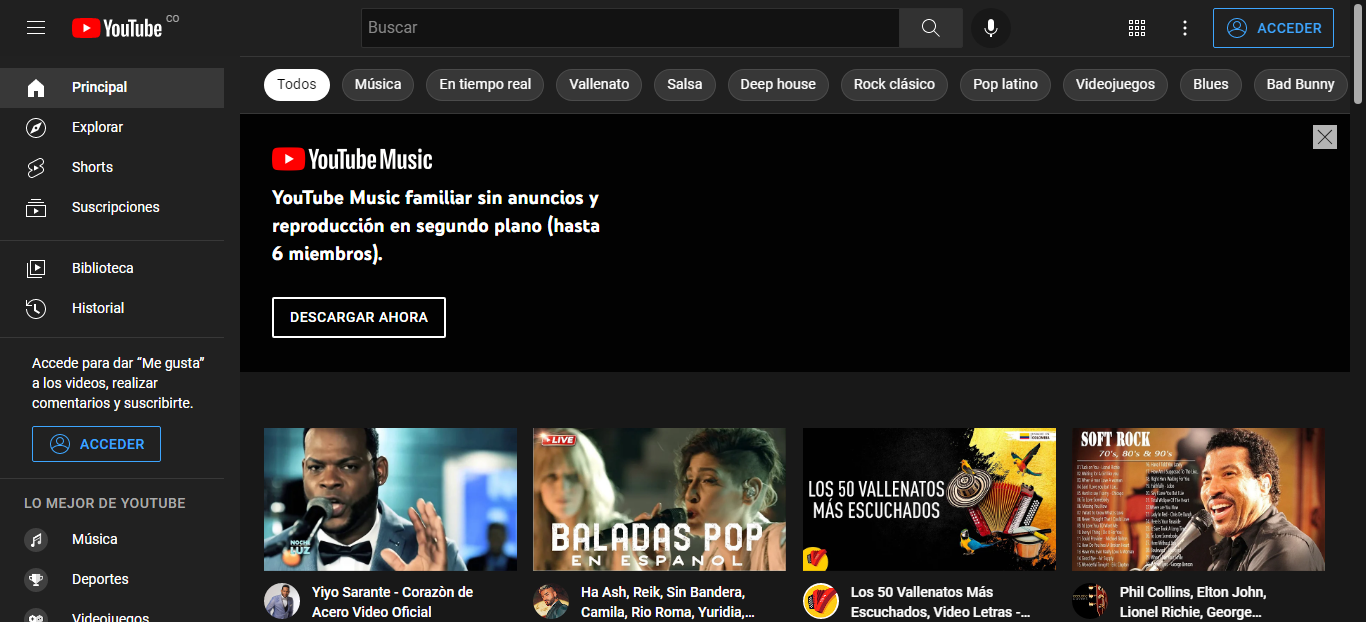 YouTube CO
Buscar
ACCEDER
Principal
Explorar
Shorts
Suscripciones
Biblioteca
Historial
Accede para dar “Me gusta”
a los videos, realizar
comentarios y suscribirte.
ACCEDER
LO MEJOR DE YOUTUBE
Música
Deportes
Videojuegos
Todos
Música
En tiempo real
Vallenato
Salsa
Deep house
Rock clásico
Pop latino
Videojuegos
Blues
Bad Bunny
YouTube Music
YouTube Music familiar sin anuncios y
reproducción en segundo plano (hasta
6 miembros).
DESCARGAR AHORA
NOCHE
LUZ
Yiyo Sarante - Corazòn de
Acero Video Oficial
LIVE
BALADAS POP
EN ESPAÑOL
Ha Ash, Reik, Sin Bandera,
Camila, Rio Roma, Yuridia,...
COLOMBIA
LOS 50 VALLENATOS
MÁS ESCUCHADOS
Los 50 Vallenatos Más
Escuchados, Video Letras -...
SOFT ROCK
70's, 80's & 90's
Phil Collins, Elton John,
Lionel Richie, George...